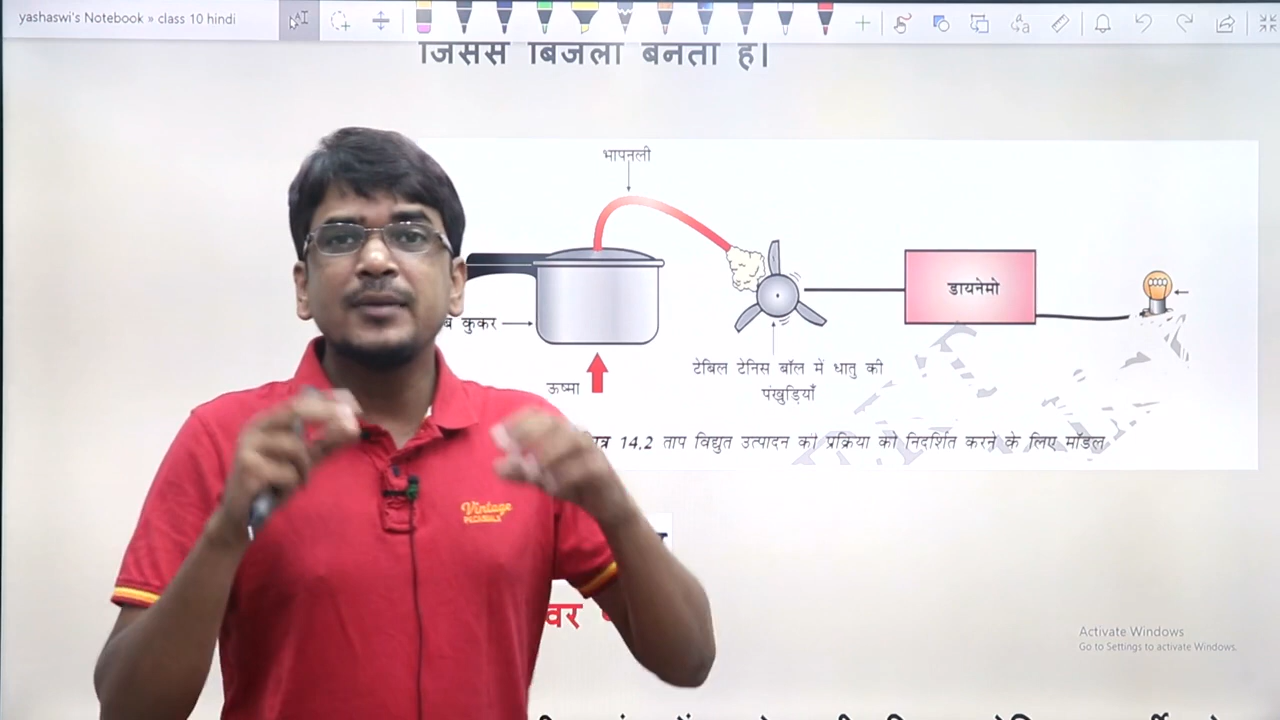 yashaswi's Notebook » class 10 hindi
जिससे बिजली बनता है।
भापनली
डायनेमो
कुकर
टेबिल टेनिस बॉल में धातु की
पंखुड़ियाँ
ऊष्मा
14.2 ताप विद्युत उत्पादन की प्रक्रिया को निदर्शित करने के लिए मॉडल
Vintage
वर
Activate Windows
Go to Settings to activate Windows.